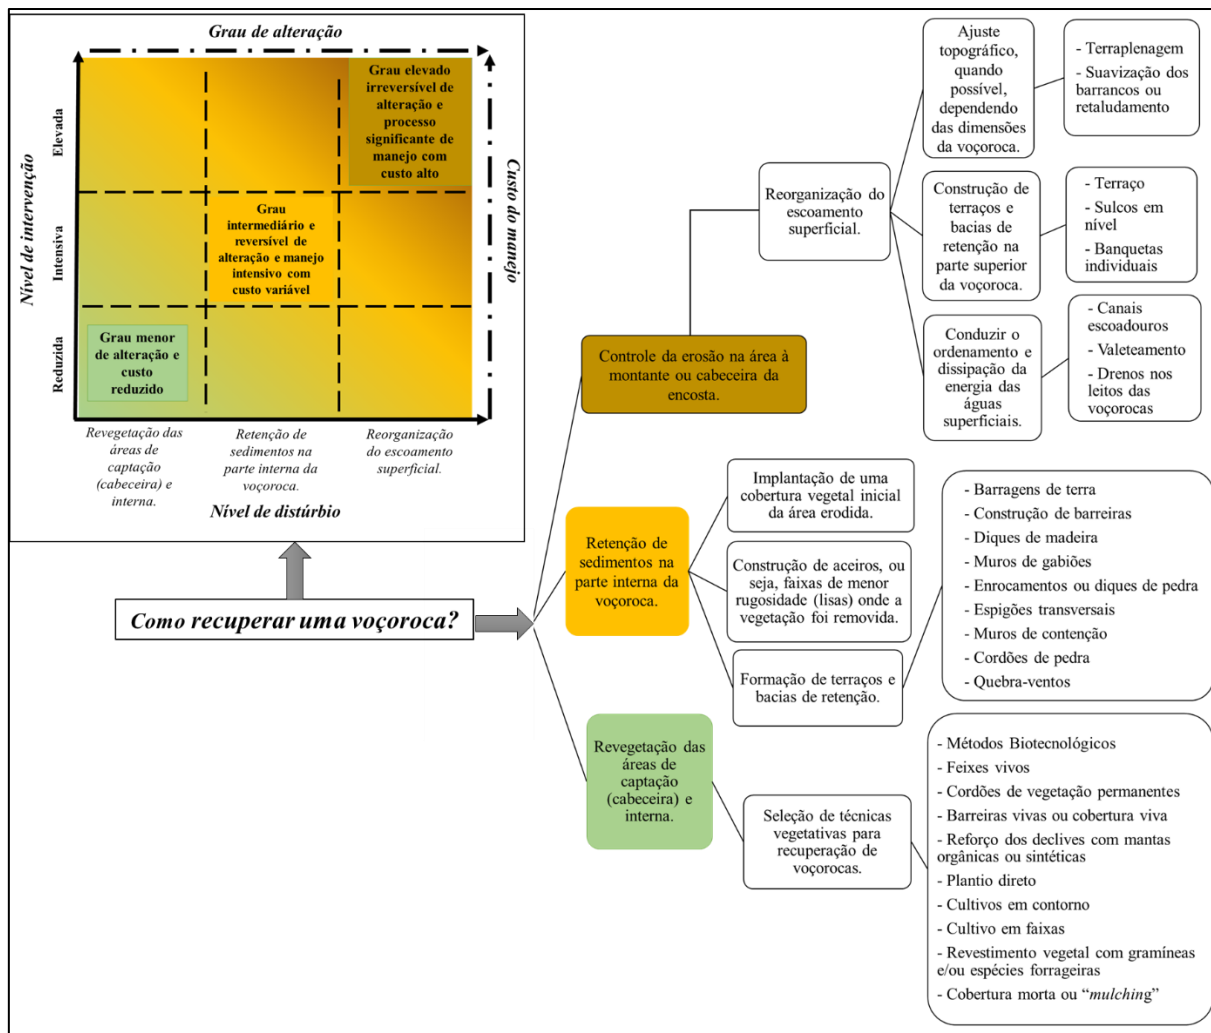 Grau de alteração
Nível de intervenção
Elevada
Intensiva
Reduzida
Grau elevado
irreversível de
alteração e
processo
significante de
manejo com
custo alto
Grau
intermediário e
reversível de
alteração e manejo
intensivo com
custo variável
Grau menor
de alteração e
custo
reduzido
Custo do manejo
Revegetação das
áreas de
captação
(cabeceira) e
interna.
Retenção de
sedimentos na
parte interna da
voçoroca.
Reorganização
do escoamento
superficial.
Nível de distúrbio
Como recuperar uma voçoroca?
Controle da erosão na área à
montante ou cabeceira da
encosta.
Reorganização do
escoamento
superficial.
Ajuste
topográfico,
quando
possível,
dependendo
das dimensões
da voçoroca.
- Terraplenagem
- Suavização dos
barrancos ou
retaludamento
Construção de
terraços e
bacias de
retenção na
parte superior
da voçoroca.
- Terraço
- Sulcos em
nível
- Banquetas
individuais
Conduzir o
ordenamento e
dissipação da
energia das
águas
superficiais.
- Canais
escoadouros
- Valeteamento
- Drenos nos
leitos das
voçorocas
Retenção de
sedimentos na
parte interna da
voçoroca.
Implantação de uma
cobertura vegetal inicial
da área erodida.
Construção de aceiros, ou
seja, faixas de menor
rugosidade (lisas) onde a
vegetação foi removida.
Formação de terraços e
bacias de retenção.
- Barragens de terra
- Construção de barreiras
- Diques de madeira
- Muros de gabiões
- Enrocamentos ou diques de pedra
- Espigões transversais
- Muros de contenção
- Cordões de pedra
- Quebra-ventos
Revegetação das
áreas de
captação
(cabeceira) e
interna.
Seleção de técnicas
vegetativas para
recuperação de
voçorocas.
- Métodos Biotecnológicos
- Feixes vivos
- Cordões de vegetação permanentes
- Barreiras vivas ou cobertura viva
- Reforço dos declives com mantas
orgânicas ou sintéticas
- Plantio direto
- Cultivos em contorno
- Cultivo em faixas
- Revestimento vegetal com gramíneas
e/ou espécies forrageiras
- Cobertura morta ou “mulching”